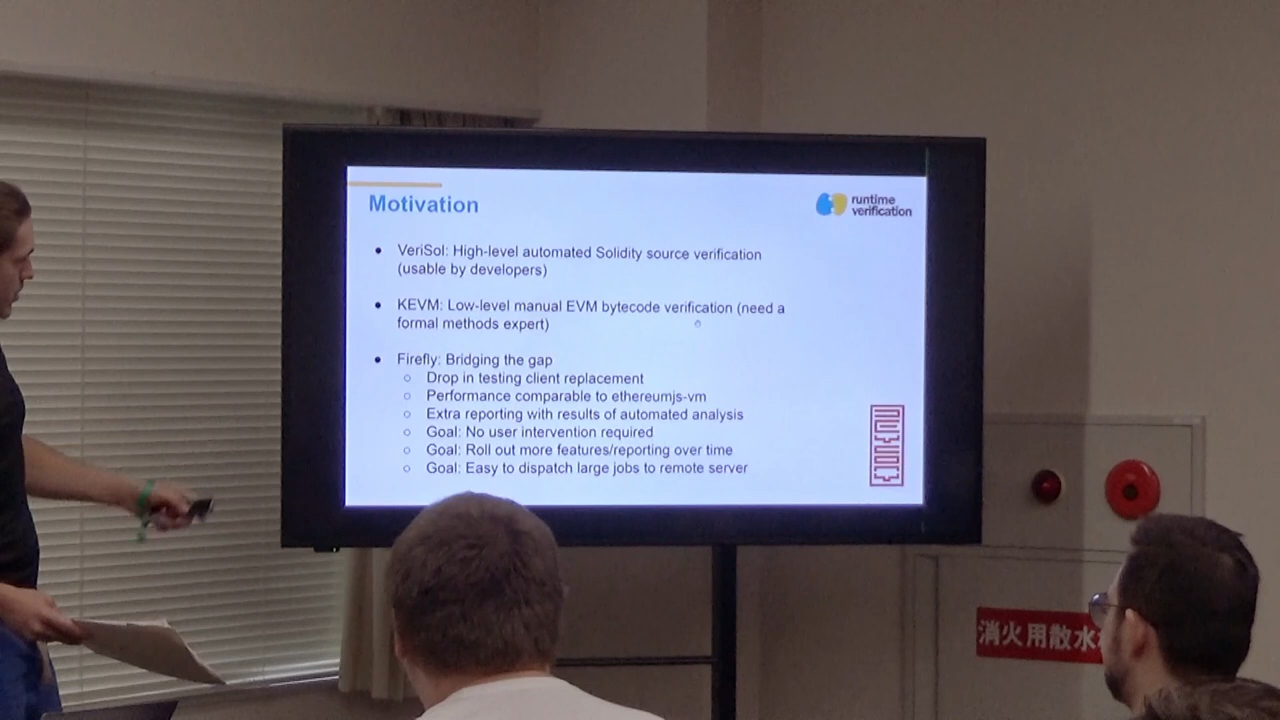 Motivation
runtime
verification
• VeriSol: High-level automated Solidity source verification
(usable by developers)
• KEVM: Low-level manual EVM bytecode verification (need a
formal methods expert)
• Firefly: Bridging the gap
○ Drop in testing client replacement
○ Performance comparable to ethereumjs-vm
○ Extra reporting with results of automated analysis
○ Goal: No user intervention required
○ Goal: Roll out more features/reporting over time
○ Goal: Easy to dispatch large jobs to remote server
消火用散水